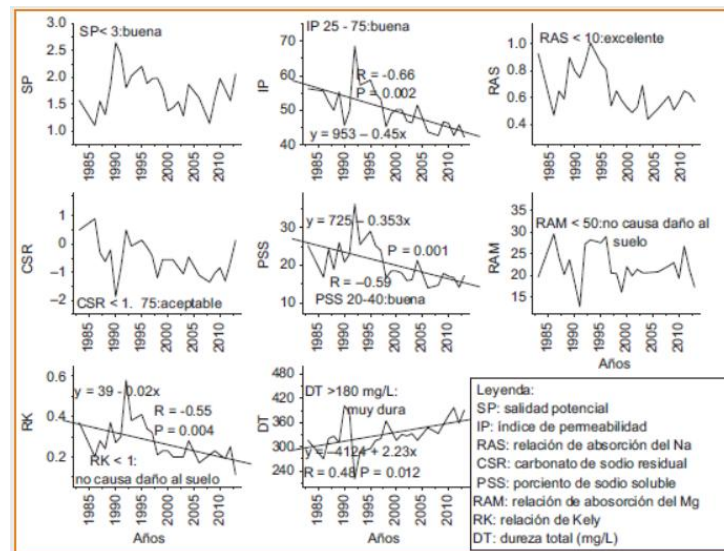 SP< 3:buena
3.0
2.5
2.0
1.5
1.0
SP
1985
1990
1995
2000
2005
2010
IP 25 - 75:buena
70
60
50
40
IP
R = -0.66
P = 0.002
y = 953 – 0.45x
1985
1990
1995
2000
2005
2010
RAS < 10:excelente
1.0
0.8
0.6
0.4
RAS
1985
1990
1995
2000
2005
2010
1
0
−1
−2
CSR
CSR < 1. 75:aceptable
1985
1990
1995
2000
2005
2010
30
20
10
PSS
y = 725 – 0.353x
P = 0.001
R = –0.59
PSS 20-40:buena
1985
1990
1995
2000
2005
2010
35
30
25
20
15
RAM
RAM < 50:no causa daño al
suelo
1985
1990
1995
2000
2005
2010
Años
0.6
0.4
0.2
RK
y = 39 - 0.02x
R = -0.55
P = 0.004
RK < 1:
no causa daño al suelo
1985
1990
1995
2000
2005
2010
Años
480
420
360
300
240
DT
DT >180 mg/L:
muy dura
y = –4124 + 2.23x
R = 0.48 P = 0.012
1985
1990
1995
2000
2005
2010
Años
Leyenda:
SP: salidad potencial
IP: índice de permeabilidad
RAS: relación de absorción del Na
CSR: carbonato de sodio residual
PSS: porciento de sodio soluble
RAM: relación de abosorción del Mg
RK: relación de Kely
DT: dureza total (mg/L)